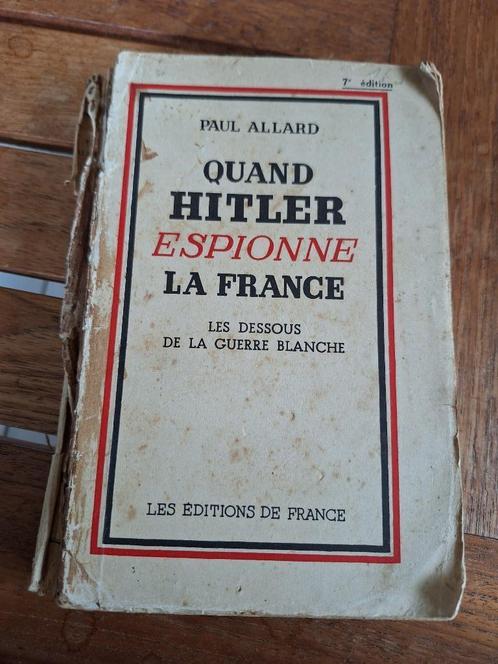 7e édition
PAUL ALLARD
QUAND
HITLER
ESPIONNE
LA FRANCE
LES DESSOUS
DE LA GUERRE BLANCHE
LES ÉDITIONS DE FRANCE